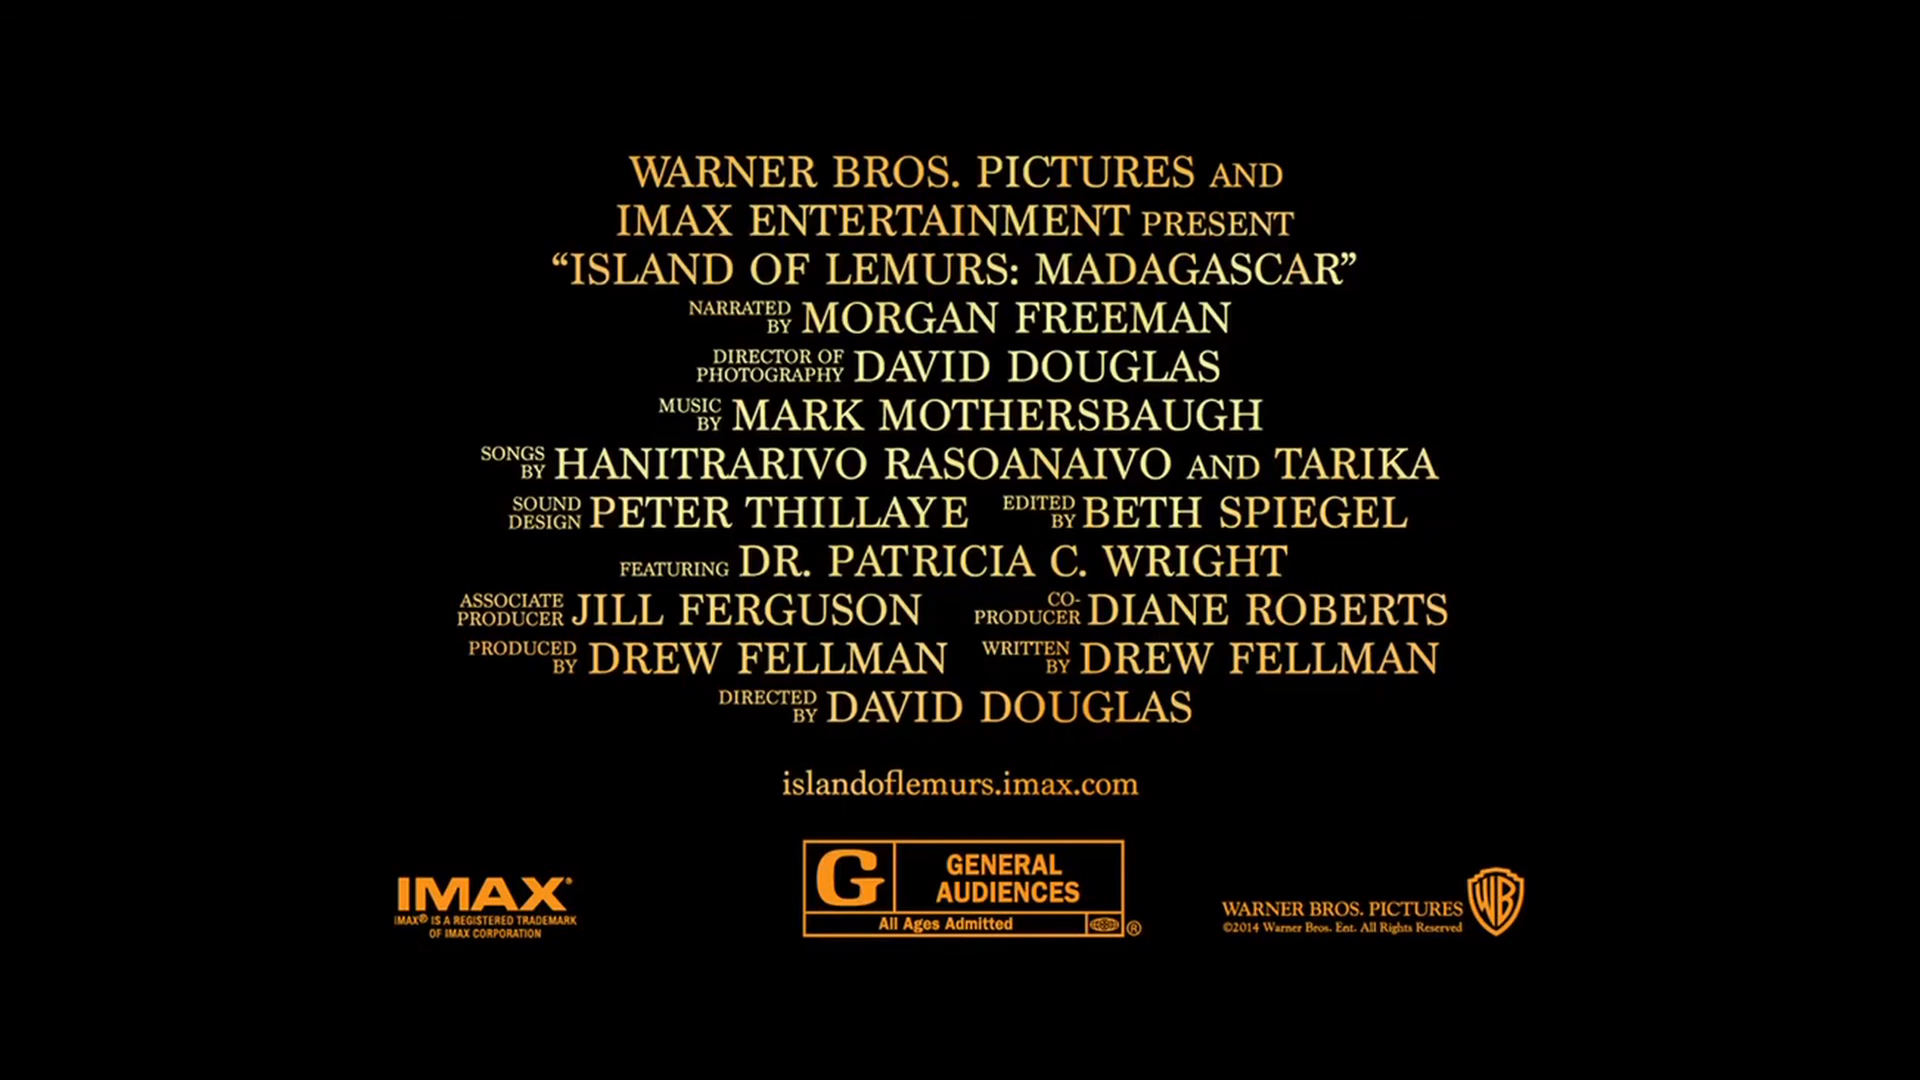 WARNER BROS. PICTURES AND
IMAX ENTERTAINMENT PRESENT
“ISLAND OF LEMURS: MADAGASCAR”
NARRATED BY MORGAN FREEMAN
DIRECTOR OF PHOTOGRAPHY DAVID DOUGLAS
MUSIC BY MARK MOTHERSBAUGH
SONGS BY HANITRARIVO RASOANAIVO AND TARIKA
SOUND DESIGN PETER THILLAYE EDITED BY BETH SPIEGEL
FEATURING DR. PATRICIA C. WRIGHT
ASSOCIATE PRODUCER JILL FERGUSON CO-PRODUCER DIANE ROBERTS
PRODUCED BY DREW FELLMAN WRITTEN BY DREW FELLMAN
DIRECTED BY DAVID DOUGLAS
islandoflemurs.imax.com
IMAX®
IMAX® IS A REGISTERED TRADEMARK
OF IMAX CORPORATION
G GENERAL
AUDIENCES
All Ages Admitted ®
WARNER BROS. PICTURES WB
©2014 Warner Bros. Ent. All Rights Reserved